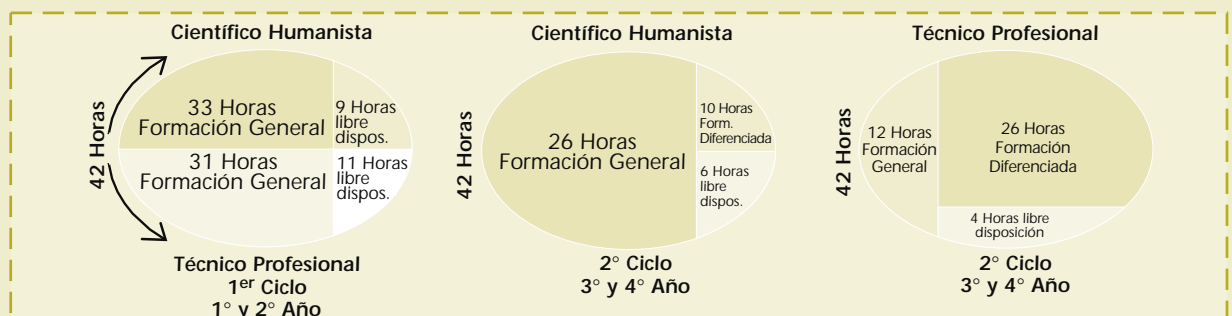 Científico Humanista
42 Horas
33 Horas
Formación General
9 Horas
libre
dispos.
31 Horas
Formación General
11 Horas
libre
dispos.
Técnico Profesional
1er Ciclo
1° y 2° Año
Científico Humanista
42 Horas
26 Horas
Formación General
10 Horas
Form.
Diferenciada
6 Horas
libre
dispos.
2° Ciclo
3° y 4° Año
Técnico Profesional
42 Horas
12 Horas
Formación
General
26 Horas
Formación
Diferenciada
4 Horas libre
disposición
2° Ciclo
3° y 4° Año